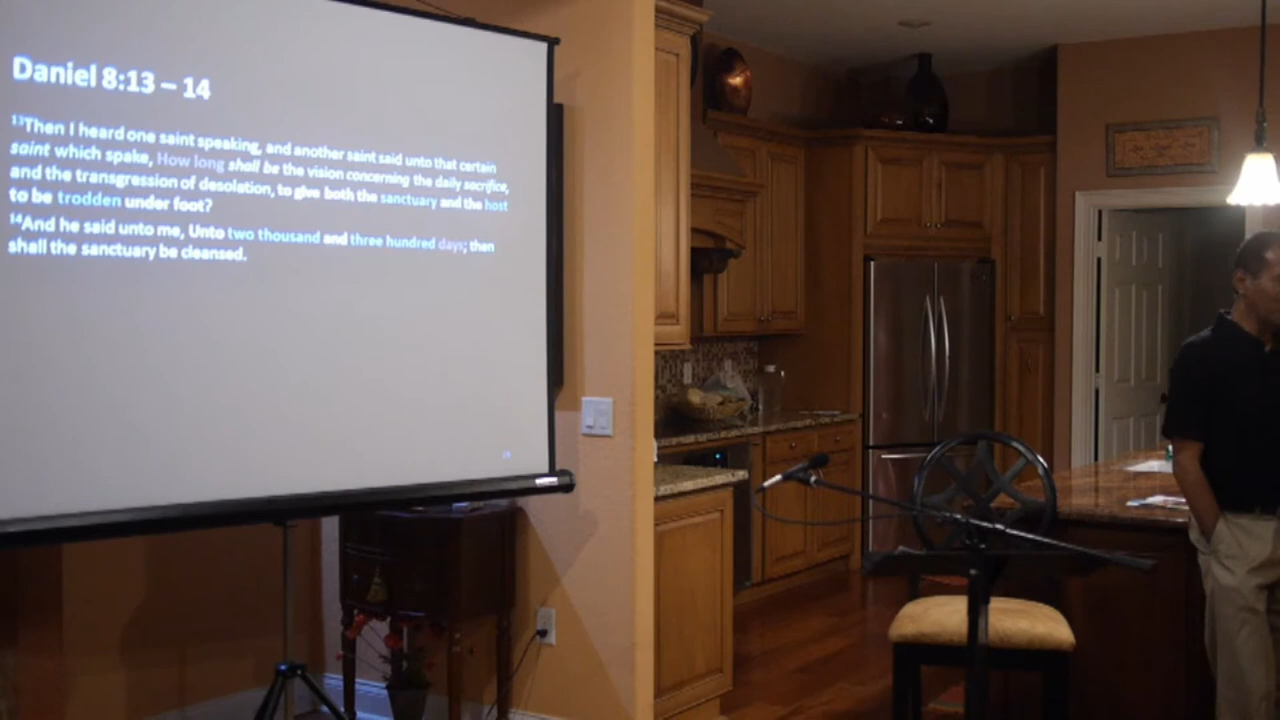 Daniel 8:13 – 14
¹³Then I heard one saint speaking, and another saint said unto that certain
saint which spake, How long shall be the vision concerning the daily sacrifice,
and the transgression of desolation, to give both the sanctuary and the host
to be trodden under foot?
¹⁴And he said unto me, Unto two thousand and three hundred days; then
shall the sanctuary be cleansed.